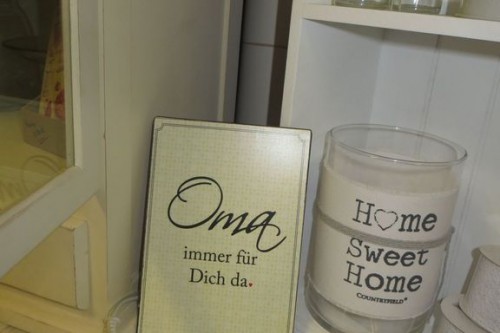 Oma
immer für
Dich da.
Home
Sweet
Home
COUNTRYFIELD